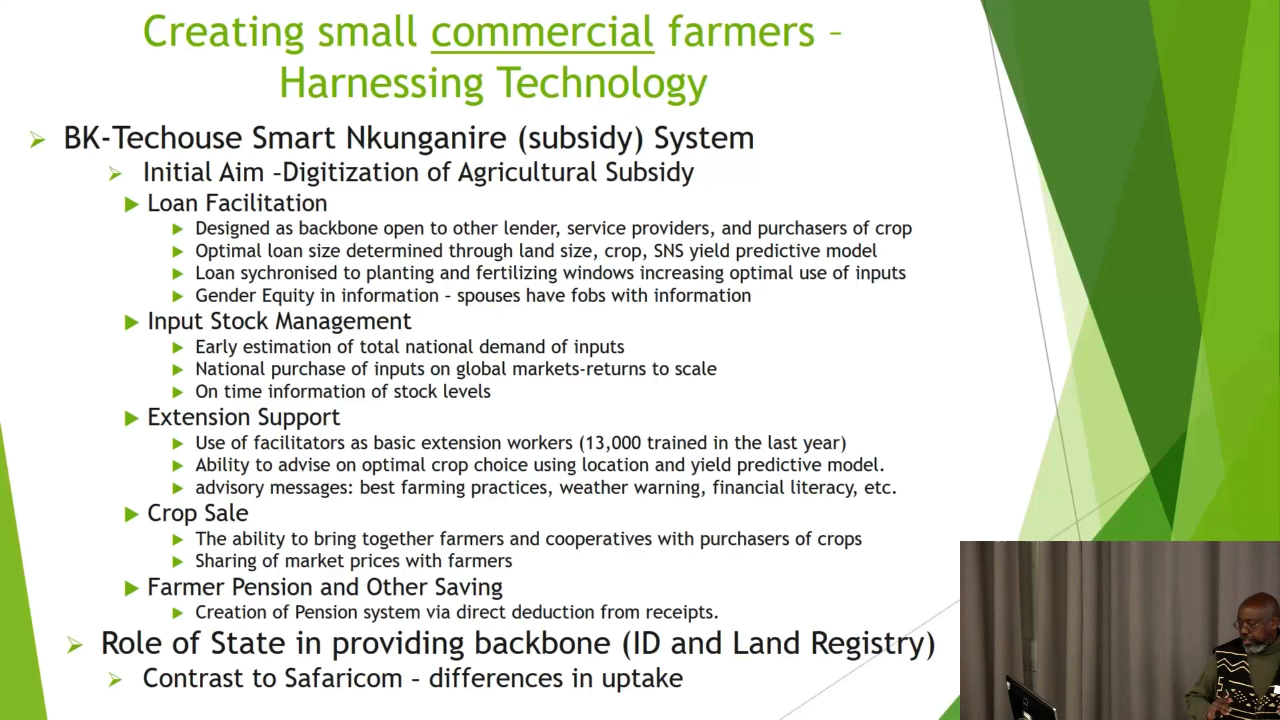 Creating small commercial farmers –
Harnessing Technology
BK-Techouse Smart Nkunganire (subsidy) System
Initial Aim –Digitization of Agricultural Subsidy
Loan Facilitation
Designed as backbone open to other lender, service providers, and purchasers of crop
Optimal loan size determined through land size, crop, SNS yield predictive model
Loan sychronised to planting and fertilizing windows increasing optimal use of inputs
Gender Equity in information – spouses have fobs with information
Input Stock Management
Early estimation of total national demand of inputs
National purchase of inputs on global markets-returns to scale
On time information of stock levels
Extension Support
Use of facilitators as basic extension workers (13,000 trained in the last year)
Ability to advise on optimal crop choice using location and yield predictive model.
advisory messages: best farming practices, weather warning, financial literacy, etc.
Crop Sale
The ability to bring together farmers and cooperatives with purchasers of crops
Sharing of market prices with farmers
Farmer Pension and Other Saving
Creation of Pension system via direct deduction from receipts.
Role of State in providing backbone (ID and Land Registry)
Contrast to Safaricom – differences in uptake